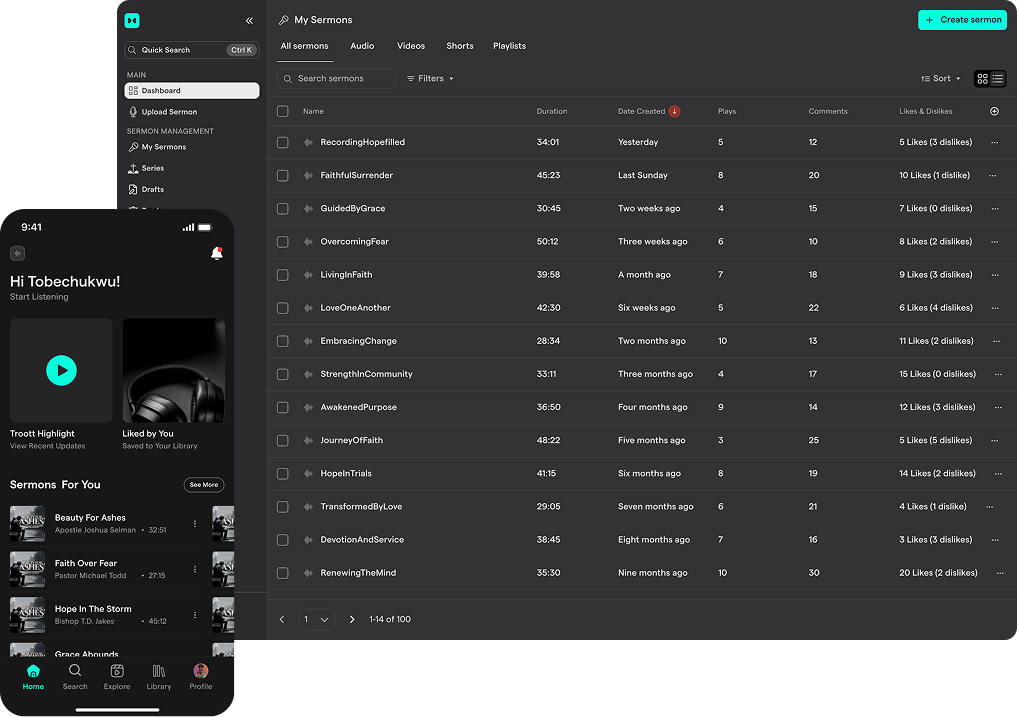 My Sermons
Create sermon
Quick Search
Ctrl K
All sermons
Audio
Videos
Shorts
Playlists
MAIN
Dashboard
Upload Sermon
SERMON MANAGEMENT
My Sermons
Series
Drafts
Search sermons
Filters
Sort
Name Duration Date Created Plays Comments Likes & Dislikes
RecordingHopefilled 34:01 Yesterday 5 12 5 Likes (3 dislikes)
FaithfulSurrender 45:23 Last Sunday 8 20 10 Likes (1 dislike)
GuidedByGrace 30:45 Two weeks ago 4 15 7 Likes (0 dislikes)
OvercomingFear 50:12 Three weeks ago 6 10 8 Likes (2 dislikes)
LivingInFaith 39:58 A month ago 7 18 9 Likes (3 dislikes)
LoveOneAnother 42:30 Six weeks ago 5 22 6 Likes (4 dislikes)
EmbracingChange 28:34 Two months ago 10 13 11 Likes (2 dislikes)
StrengthInCommunity 33:11 Three months ago 4 17 15 Likes (0 dislikes)
AwakenedPurpose 36:50 Four months ago 9 14 12 Likes (3 dislikes)
JourneyOfFaith 48:22 Five months ago 3 25 5 Likes (5 dislikes)
HopeInTrials 41:15 Six months ago 8 19 14 Likes (2 dislikes)
TransformedByLove 29:05 Seven months ago 6 21 4 Likes (1 dislike)
DevotionAndService 38:45 Eight months ago 7 16 3 Likes (3 dislikes)
RenewingTheMind 35:30 Nine months ago 10 30 20 Likes (2 dislikes)
1
1-14 of 100
9:41
Hi Tobechukwu!
Start Listening
Troott Highlight
View Recent Updates
Liked by You
Saved to Your Library
Sermons For You
See More
Beauty For Ashes
Apostle Joshua Selman • 32:51
Faith Over Fear
Pastor Michael Todd • 27:15
Hope In The Storm
Bishop T.D. Jakes • 45:12
Grace Abounds
ASHES
ASHES
ASHES
Home
Search
Explore
Library
Profile